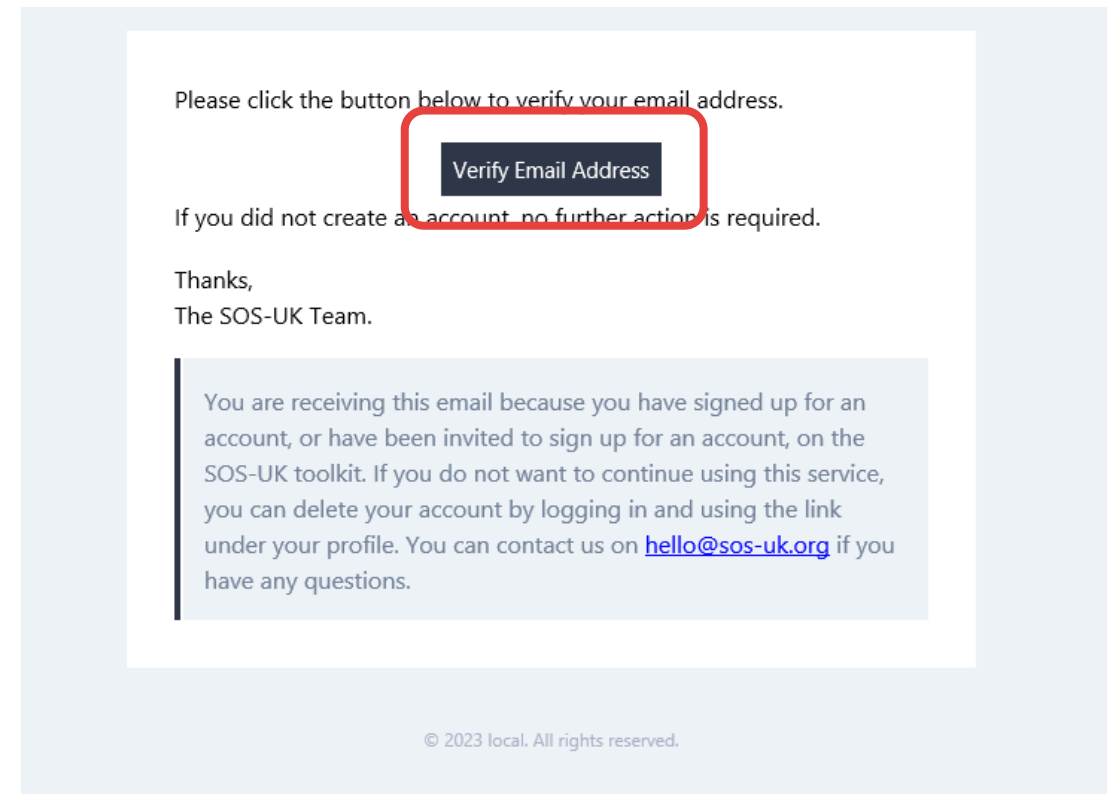 Please click the button below to verify your email address.
Verify Email Address
If you did not create an account, no further action is required.
Thanks,
The SOS-UK Team.
You are receiving this email because you have signed up for an
account, or have been invited to sign up for an account, on the
SOS-UK toolkit. If you do not want to continue using this service,
you can delete your account by logging in and using the link
under your profile. You can contact us on hello@sos-uk.org if you
have any questions.
© 2023 local. All rights reserved.